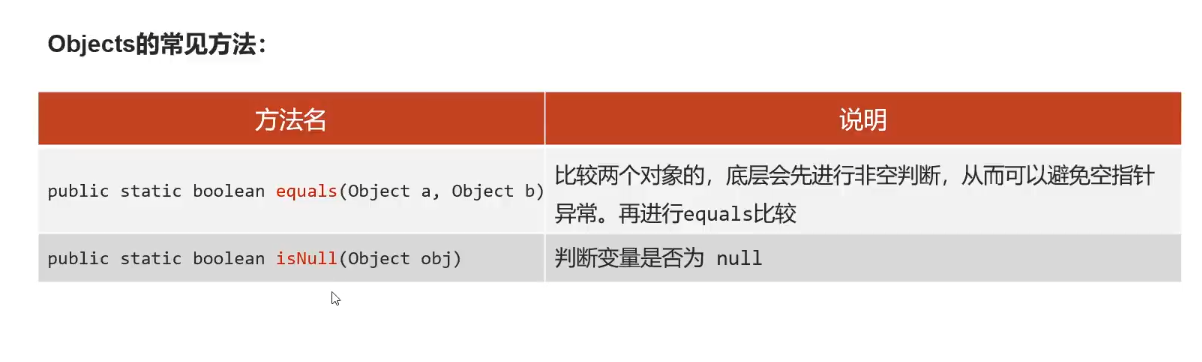 Objects的常见方法：
方法名 说明
public static boolean equals(Object a, Object b) 比较两个对象的，底层会先进行非空判断，从而可以避免空指针
异常。再进行equals比较
public static boolean isNull(Object obj) 判断变量是否为 null